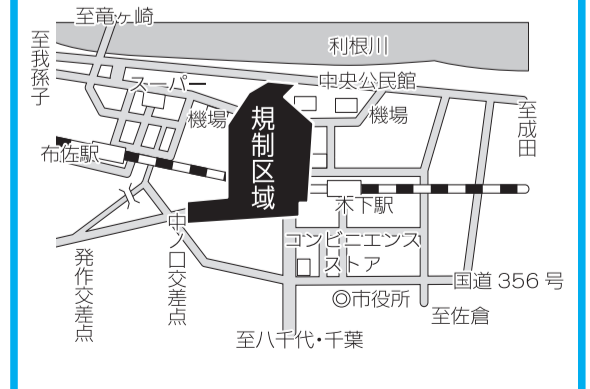 至竜ヶ崎
至我孫子
利根川
スーパー
中央公民館
機場
機場
規制区域
至成田
布佐駅
木下駅
中ノ口交差点
発作交差点
コンビニエンス
ストア
国道356号
◎市役所
至佐倉
至八千代・千葉